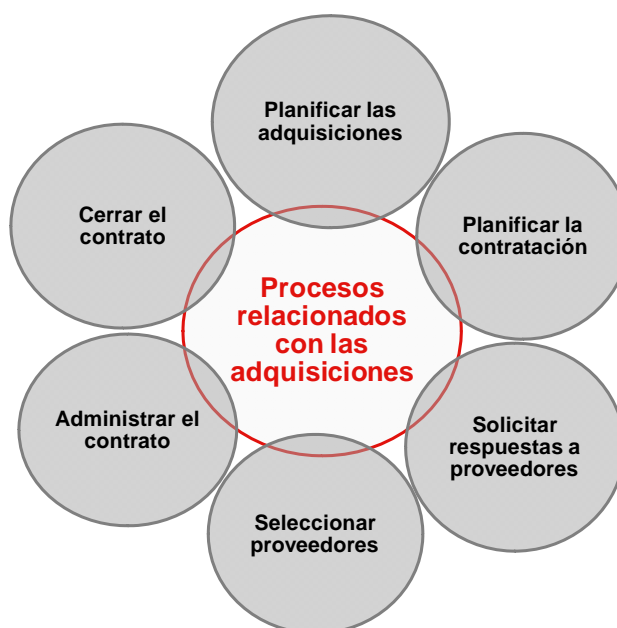 Planificar las
adquisiciones
Planificar la
contratación
Solicitar
respuestas a
proveedores
Seleccionar
proveedores
Administrar el
contrato
Cerrar el
contrato
Procesos
relacionados
con las
adquisiciones